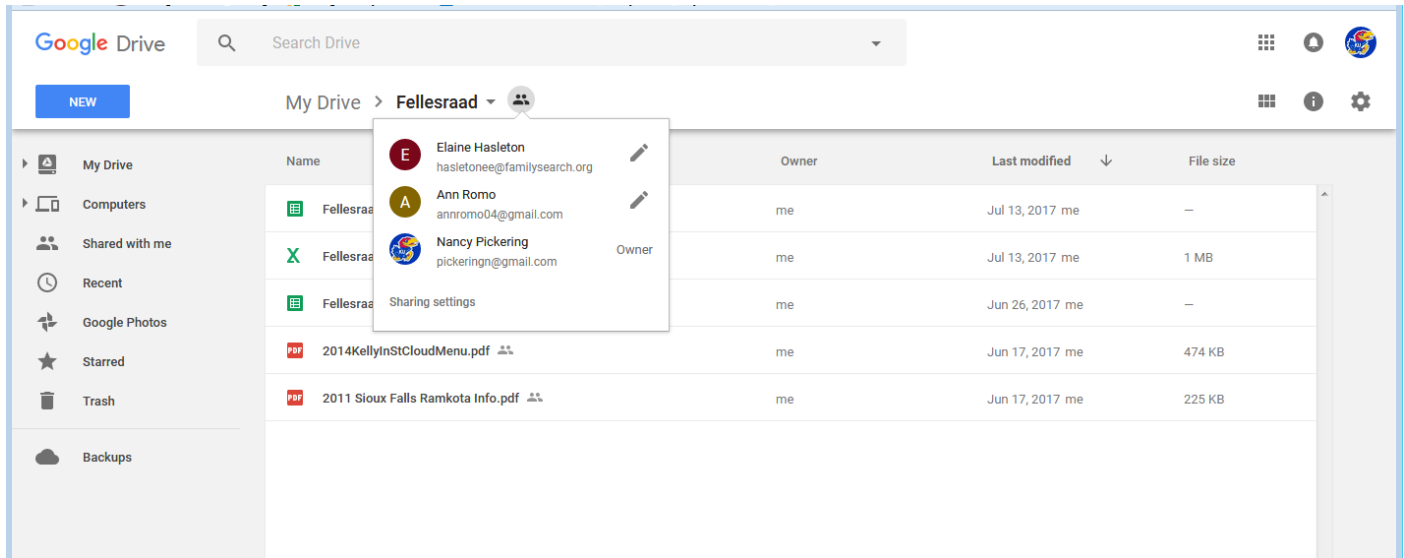 Google Drive
Search Drive
NEW
My Drive > Fellesraad
E Elaine Hasleton
hasletonee@familysearch.org
A Ann Romo
annromo04@gmail.com
KU Nancy Pickering Owner
pickeringn@gmail.com
Sharing settings
My Drive
Computers
Shared with me
Recent
Google Photos
Starred
Trash
Backups
Name Owner Last modified File size
Fellesraa me Jul 13, 2017 me –
X Fellesraa me Jul 13, 2017 me 1 MB
Fellesraa me Jun 26, 2017 me –
PDF 2014KellyInStCloudMenu.pdf me Jun 17, 2017 me 474 KB
PDF 2011 Sioux Falls Ramkota Info.pdf me Jun 17, 2017 me 225 KB